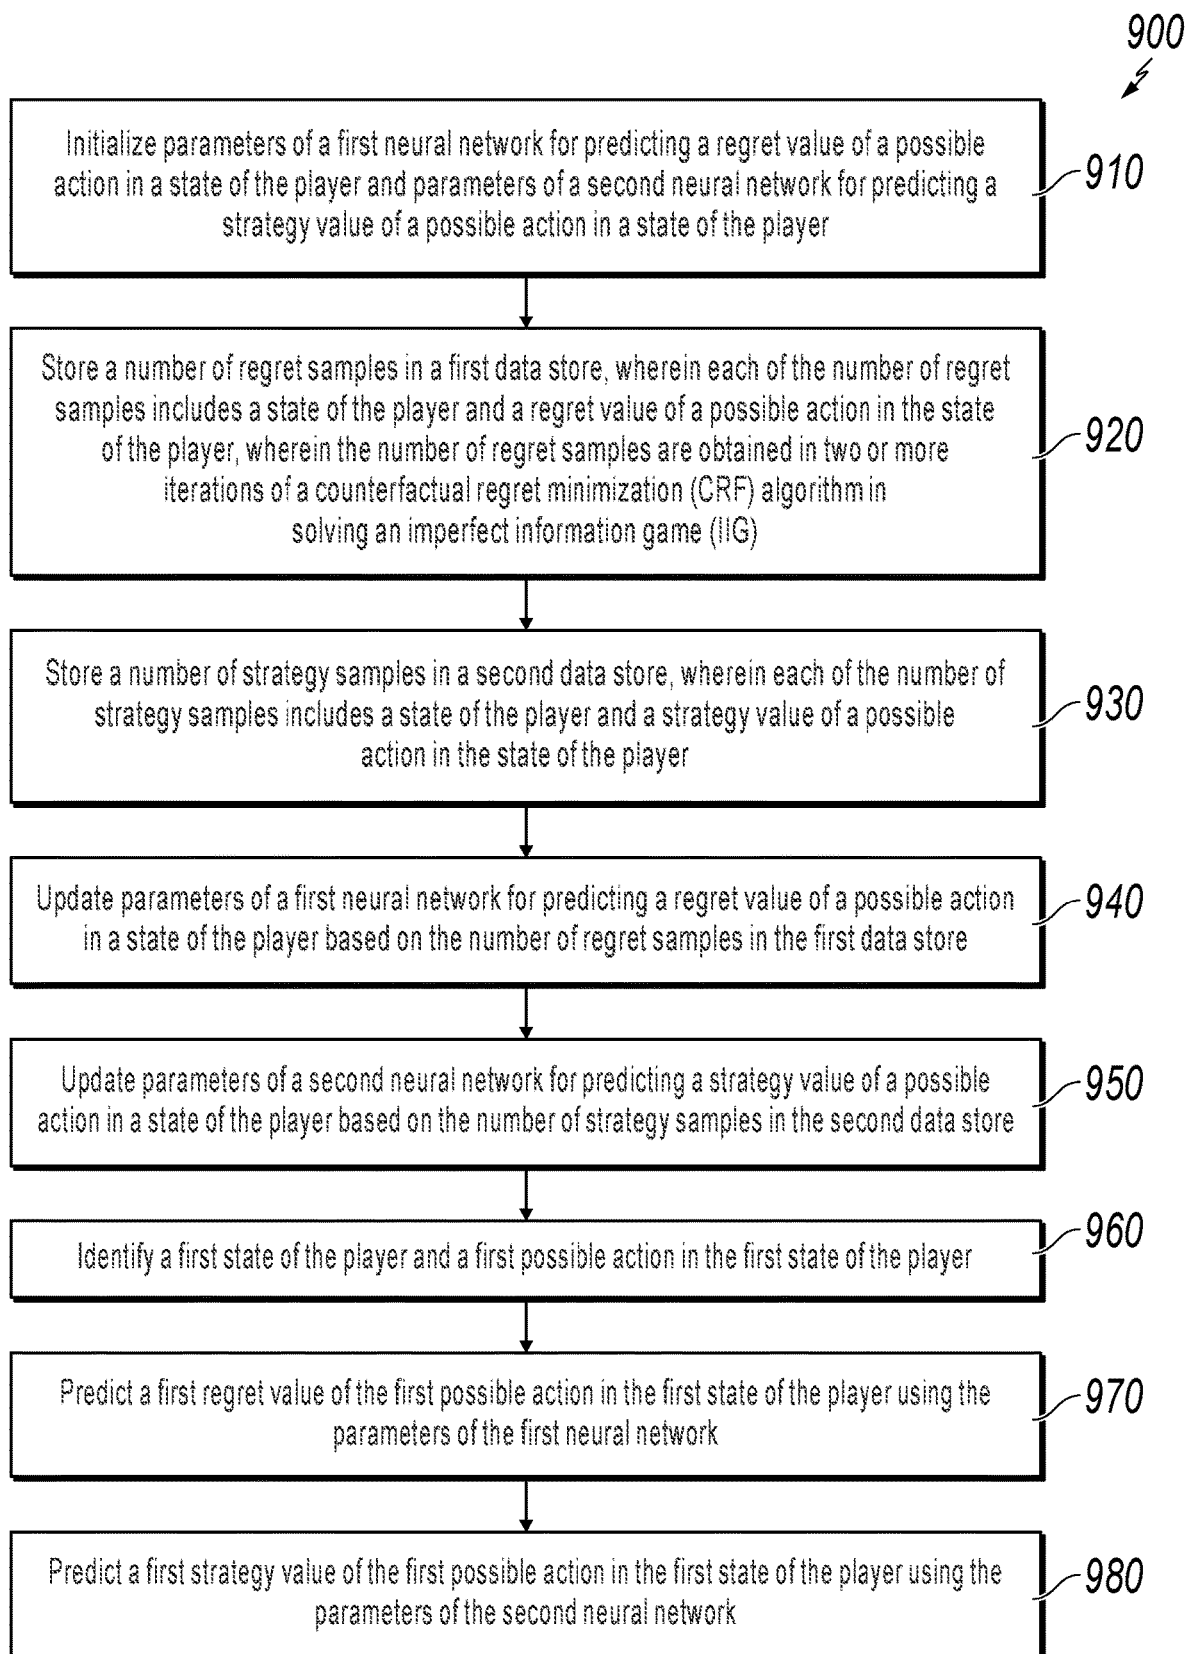 900
Initialize parameters of a first neural network for predicting a regret value of a possible
action in a state of the player and parameters of a second neural network for predicting a
strategy value of a possible action in a state of the player
910
Store a number of regret samples in a first data store, wherein each of the number of regret
samples includes a state of the player and a regret value of a possible action in the state
of the player, wherein the number of regret samples are obtained in two or more
iterations of a counterfactual regret minimization (CRF) algorithm in
solving an imperfect information game (IIG)
920
Store a number of strategy samples in a second data store, wherein each of the number of
strategy samples includes a state of the player and a strategy value of a possible
action in the state of the player
930
Update parameters of a first neural network for predicting a regret value of a possible action
in a state of the player based on the number of regret samples in the first data store
940
Update parameters of a second neural network for predicting a strategy value of a possible
action in a state of the player based on the number of strategy samples in the second data store
950
Identify a first state of the player and a first possible action in the first state of the player
960
Predict a first regret value of the first possible action in the first state of the player using the
parameters of the first neural network
970
Predict a first strategy value of the first possible action in the first state of the player using the
parameters of the second neural network
980